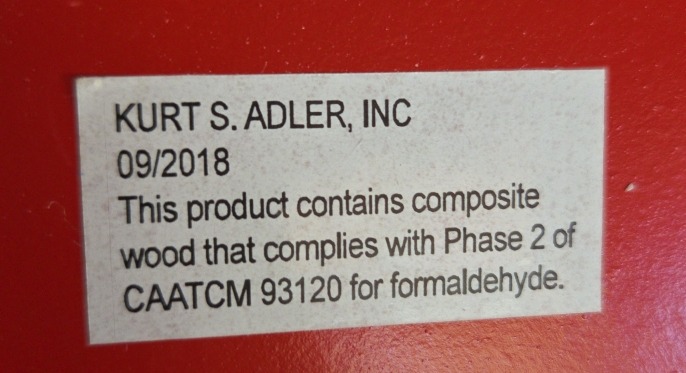 KURT S. ADLER, INC
09/2018
This product contains composite
wood that complies with Phase 2 of
CAATCM 93120 for formaldehyde.